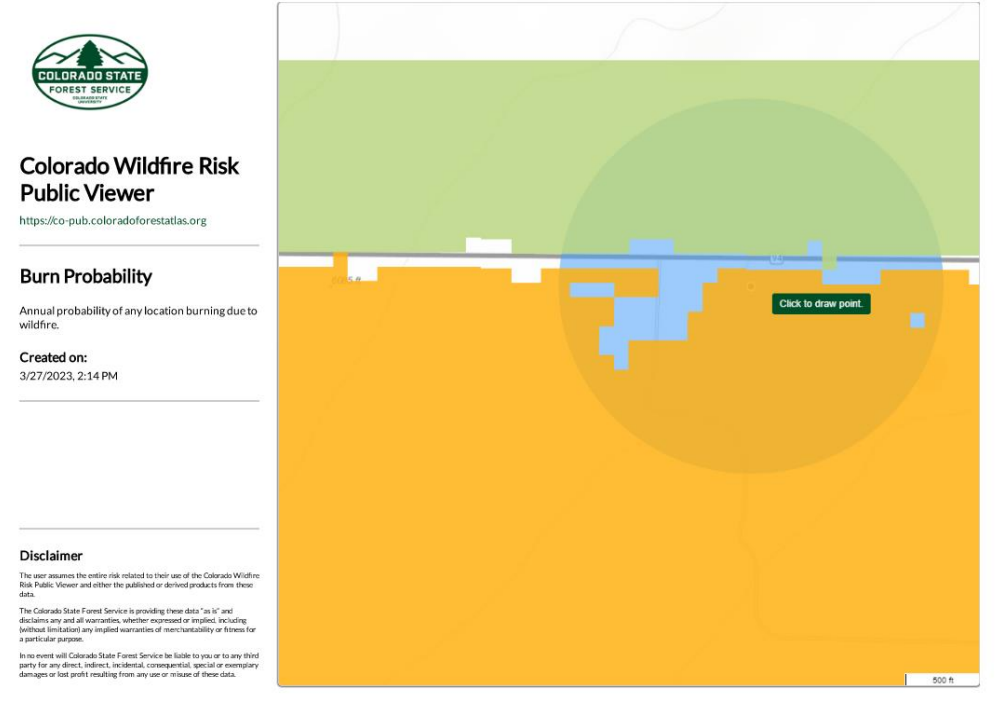 COLORADO STATE
FOREST SERVICE
COLORADO STATE
UNIVERSITY
Colorado Wildfire Risk
Public Viewer
https://co-pub.coloradoforestatlas.org
Burn Probability
Annual probability of any location burning due to
wildfire.
Created on:
3/27/2023, 2:14 PM
Disclaimer
The user assumes the entire risk related to their use of the Colorado Wildfire
Risk Public Viewer and either the published or derived products from these
data.
The Colorado State Forest Service is providing these data "as is" and
disclaims any and all warranties, whether expressed or implied, including
(without limitation) any implied warranties of merchantability or fitness for
a particular purpose.
In no event will Colorado State Forest Service be liable to you or to any third
party for any direct, indirect, incidental, consequential, special or exemplary
damages or lost profit resulting from any use or misuse of these data.
Click to draw point.
500 ft